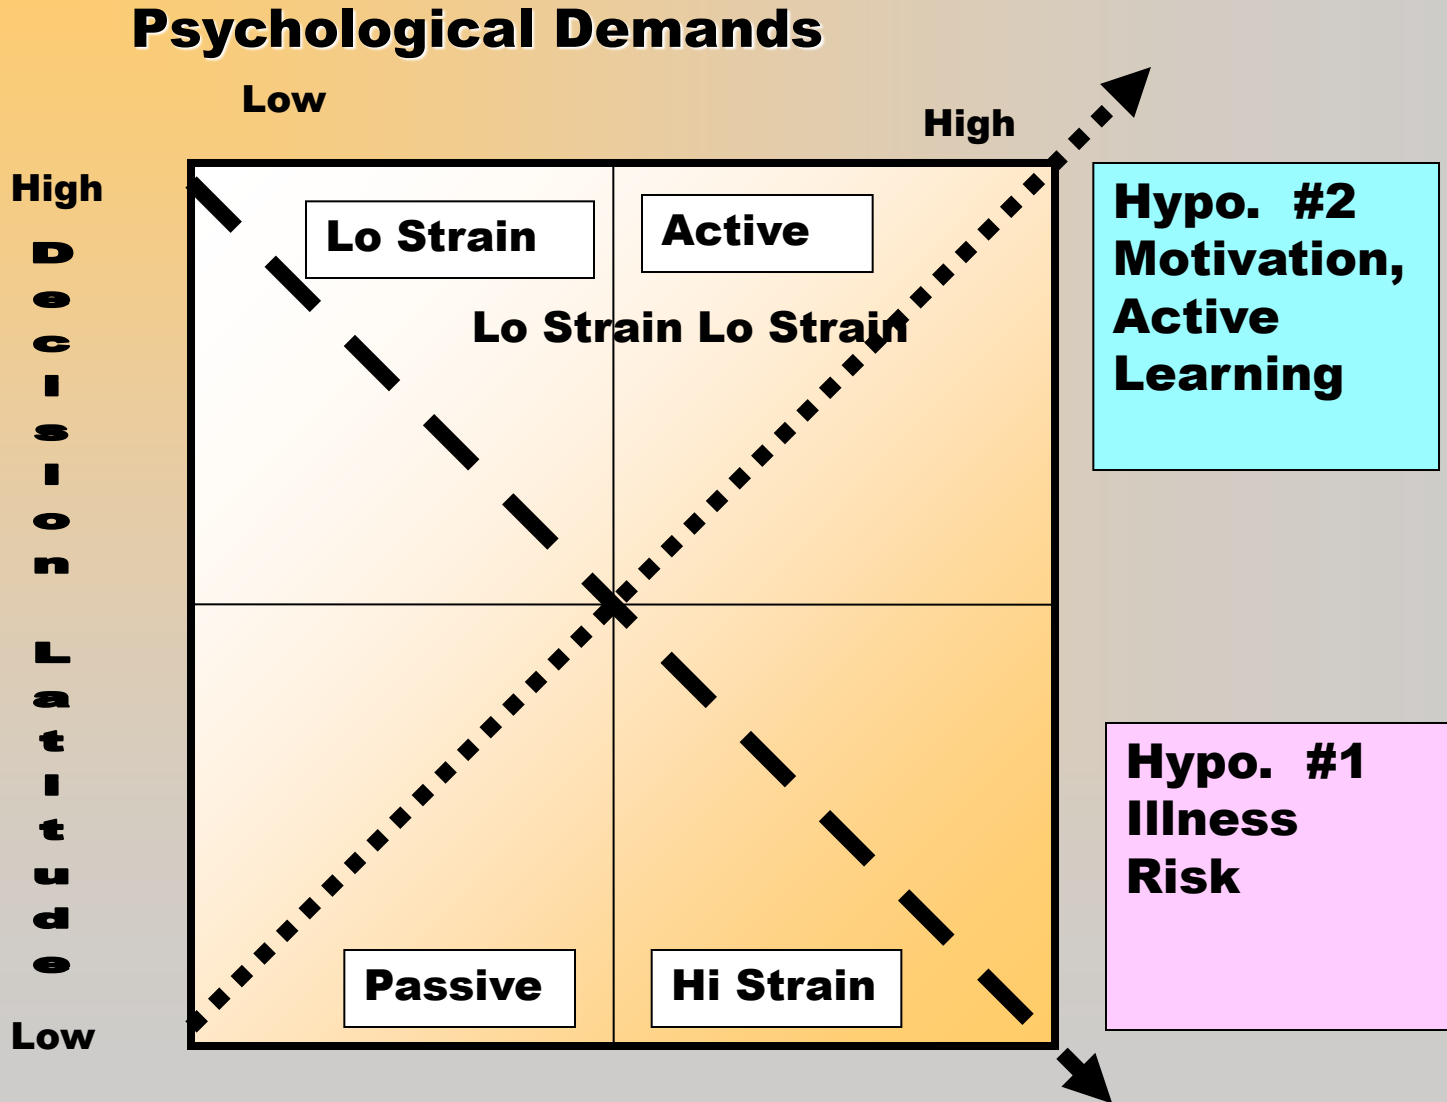 Psychological Demands
Low
High
High
Decision Latitude
Low
Lo Strain
Active
Lo Strain Lo Strain
Passive
Hi Strain
Hypo. #2
Motivation,
Active
Learning
Hypo. #1
Illness
Risk